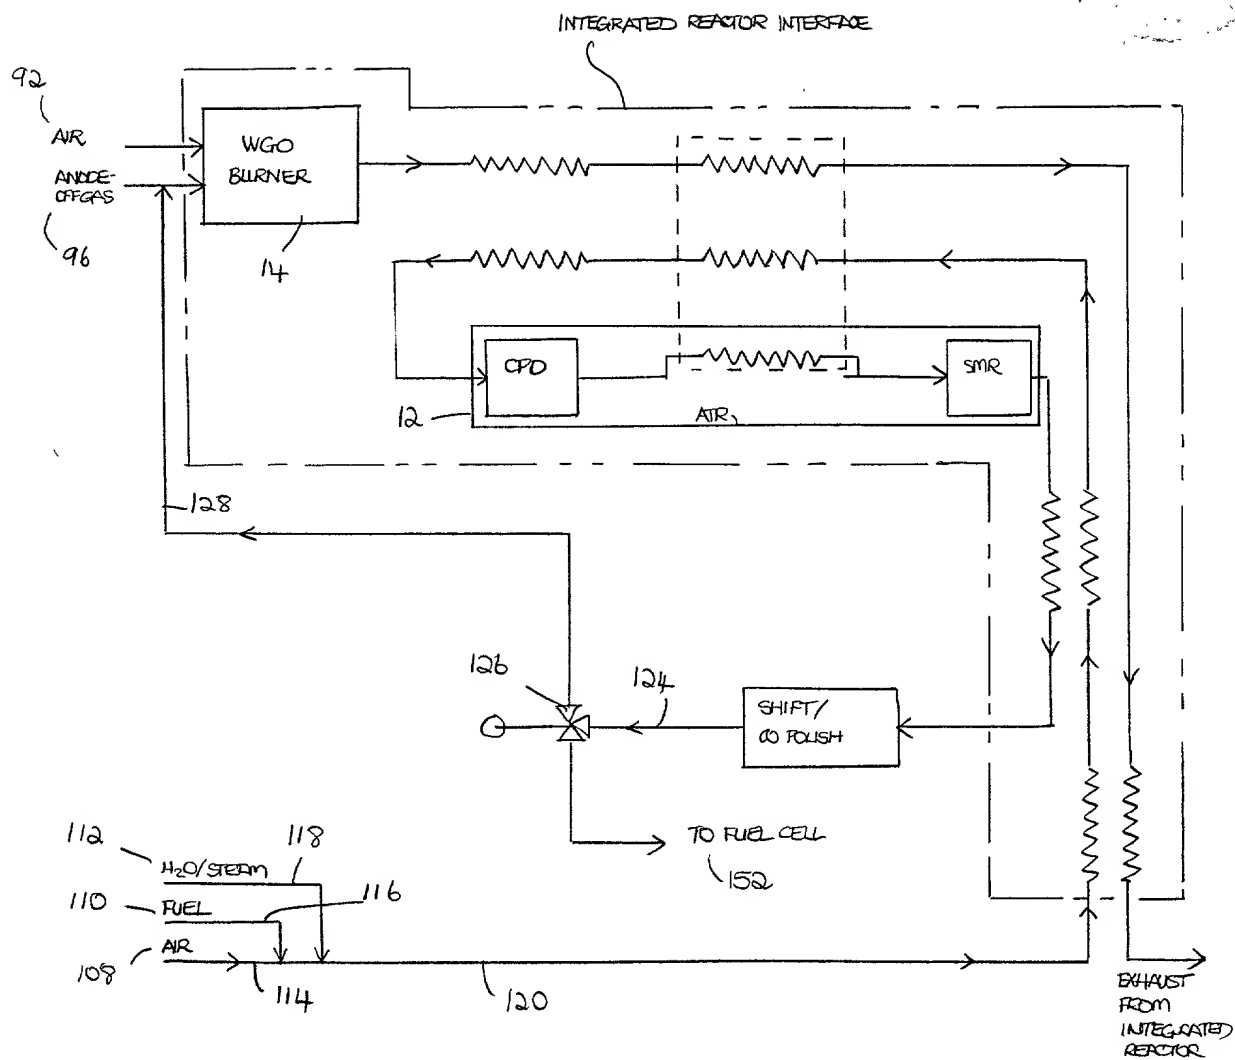 INTEGRATED REACTOR INTERFACE
92
AIR
ANODE-
OFFGAS
96
WGO
BURNER
14
CPO
SMR
12
ATR
128
126
124
SHIFT/
CO POLISH
TO FUEL CELL
152
112
H₂O/STEAM
118
110
FUEL
116
AIR
108
114
120
EXHAUST
FROM
INTEGRATED
REACTOR